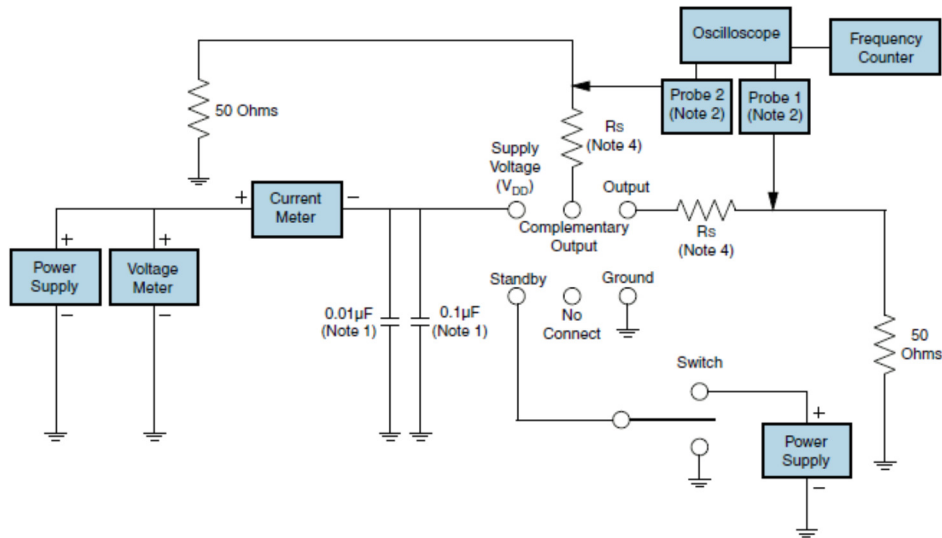 Oscilloscope
Frequency
Counter
Probe 2
(Note 2)
Probe 1
(Note 2)
50 Ohms
Rs
(Note 4)
Supply
Voltage
(VDD)
Output
+
Current
Meter
−
Complementary
Output
Rs
(Note 4)
+
Power
Supply
−
+
Voltage
Meter
−
Standby
No
Connect
Ground
0.01µF
(Note 1)
0.1µF
(Note 1)
50
Ohms
Switch
+
Power
Supply
−